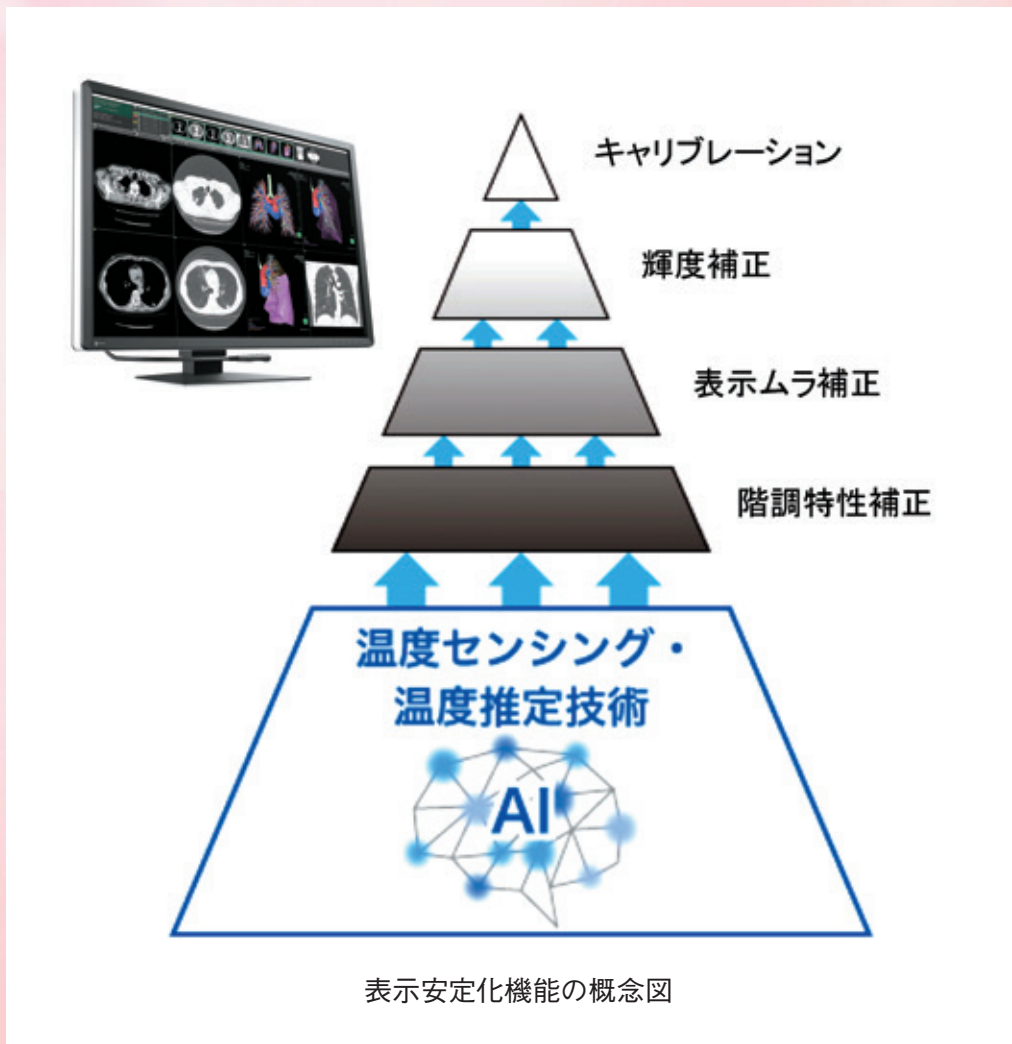 キャリブレーション
輝度補正
表示ムラ補正
階調特性補正
温度センシング・
温度推定技術
AI
表示安定化機能の概念図